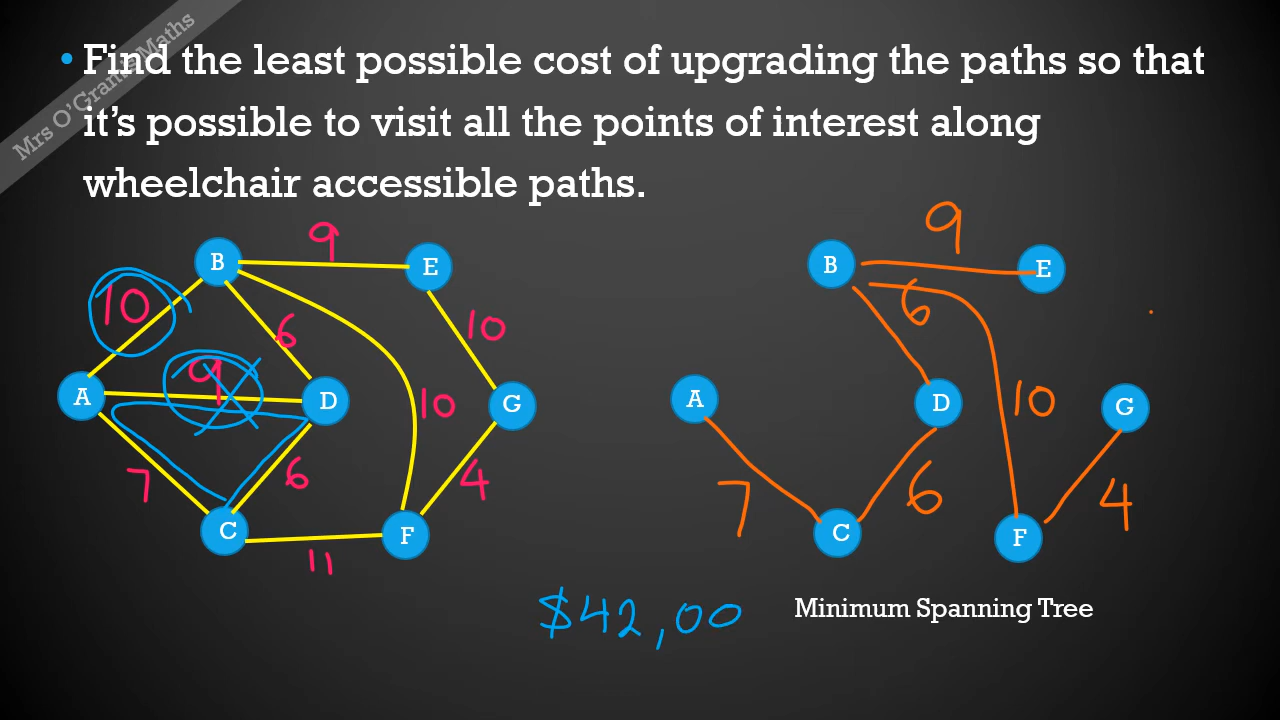 Mrs O'Grams Maths
• Find the least possible cost of upgrading the paths so that
it's possible to visit all the points of interest along
wheelchair accessible paths.
9
9
B
E
B
E
10
6
10
6
9
A
D
10
G
A
D
10
G
7
6
4
7
6
4
C
F
C
F
11
$42,00
Minimum Spanning Tree